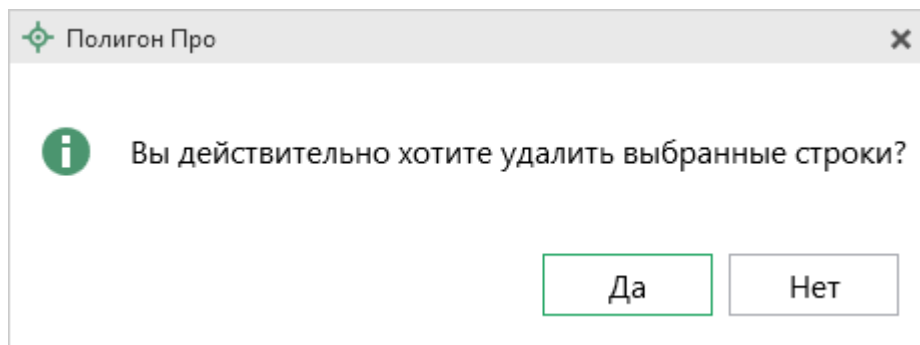 Полигон Про
Вы действительно хотите удалить выбранные строки?
Да
Нет